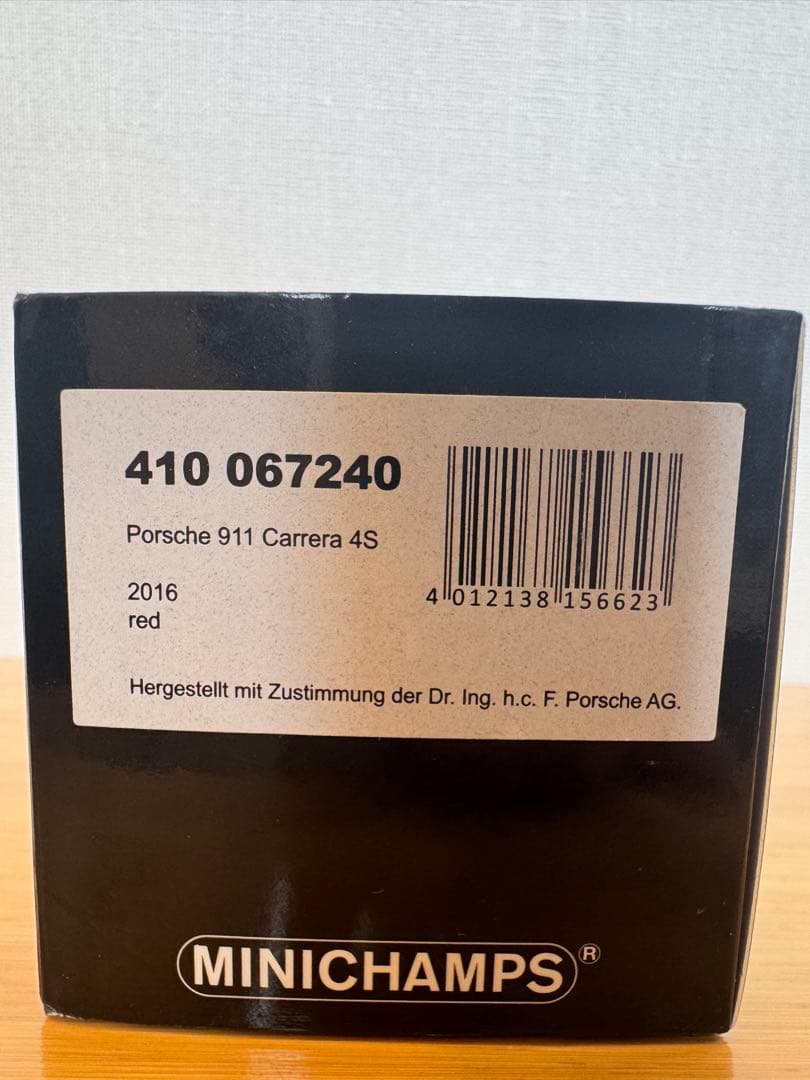 410 067240
Porsche 911 Carrera 4S
2016
red
4 012138 156623
Hergestellt mit Zustimmung der Dr. Ing. h.c. F. Porsche AG.
MINICHAMPS®